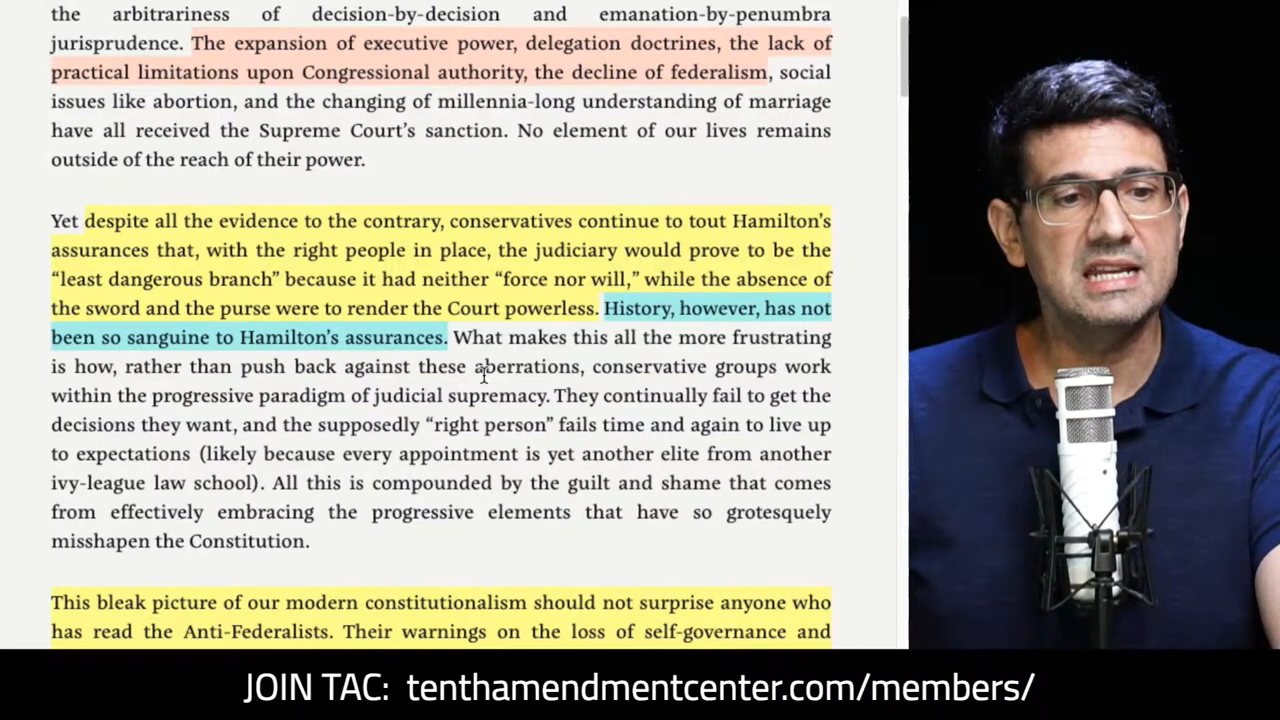 the arbitrariness of decision-by-decision and emanation-by-penumbra
jurisprudence. The expansion of executive power, delegation doctrines, the lack of
practical limitations upon Congressional authority, the decline of federalism, social
issues like abortion, and the changing of millennia-long understanding of marriage
have all received the Supreme Court’s sanction. No element of our lives remains
outside of the reach of their power.
Yet despite all the evidence to the contrary, conservatives continue to tout Hamilton’s
assurances that, with the right people in place, the judiciary would prove to be the
“least dangerous branch” because it had neither “force nor will,” while the absence of
the sword and the purse were to render the Court powerless. History, however, has not
been so sanguine to Hamilton’s assurances. What makes this all the more frustrating
is how, rather than push back against these aberrations, conservative groups work
within the progressive paradigm of judicial supremacy. They continually fail to get the
decisions they want, and the supposedly “right person” fails time and again to live up
to expectations (likely because every appointment is yet another elite from another
ivy-league law school). All this is compounded by the guilt and shame that comes
from effectively embracing the progressive elements that have so grotesquely
misshapen the Constitution.
This bleak picture of our modern constitutionalism should not surprise anyone who
has read the Anti-Federalists. Their warnings on the loss of self-governance and
JOIN TAC: tenthamendmentcenter.com/members/